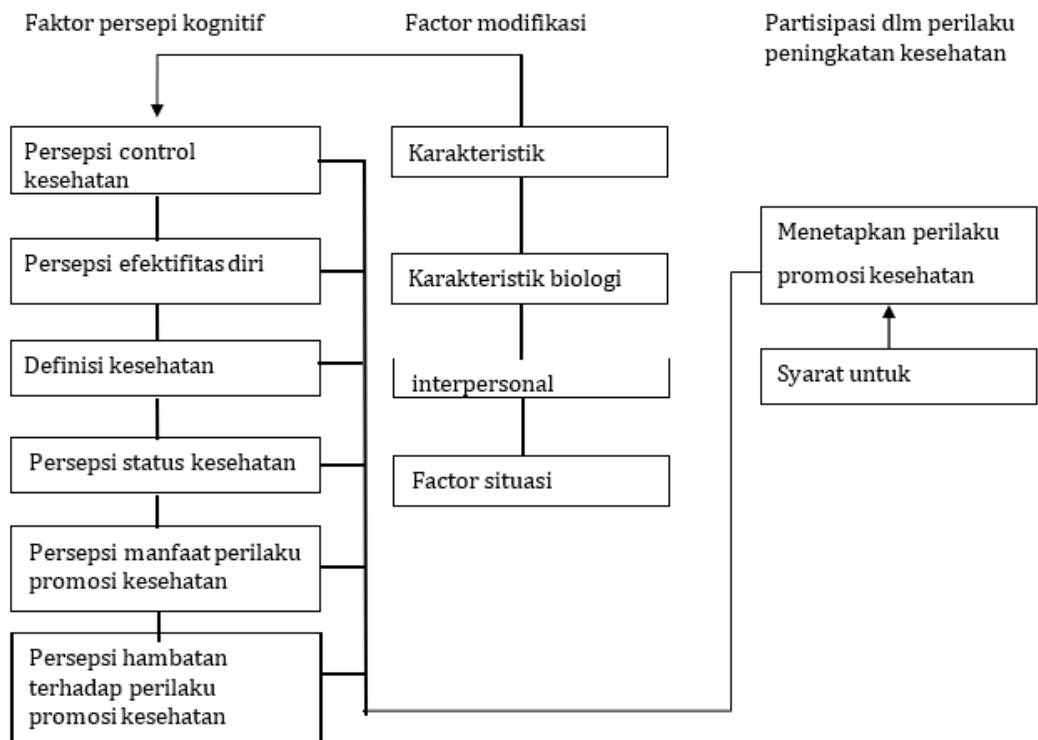 Faktor persepi kognitif
Factor modifikasi
Partisipasi dlm perilaku
peningkatan kesehatan
Persepsi control
kesehatan
Persepsi efektifitas diri
Definisi kesehatan
Persepsi status kesehatan
Persepsi manfaat perilaku
promosi kesehatan
Persepsi hambatan
terhadap perilaku
promosi kesehatan
Karakteristik
Karakteristik biologi
interpersonal
Factor situasi
Menetapkan perilaku
promosi kesehatan
Syarat untuk